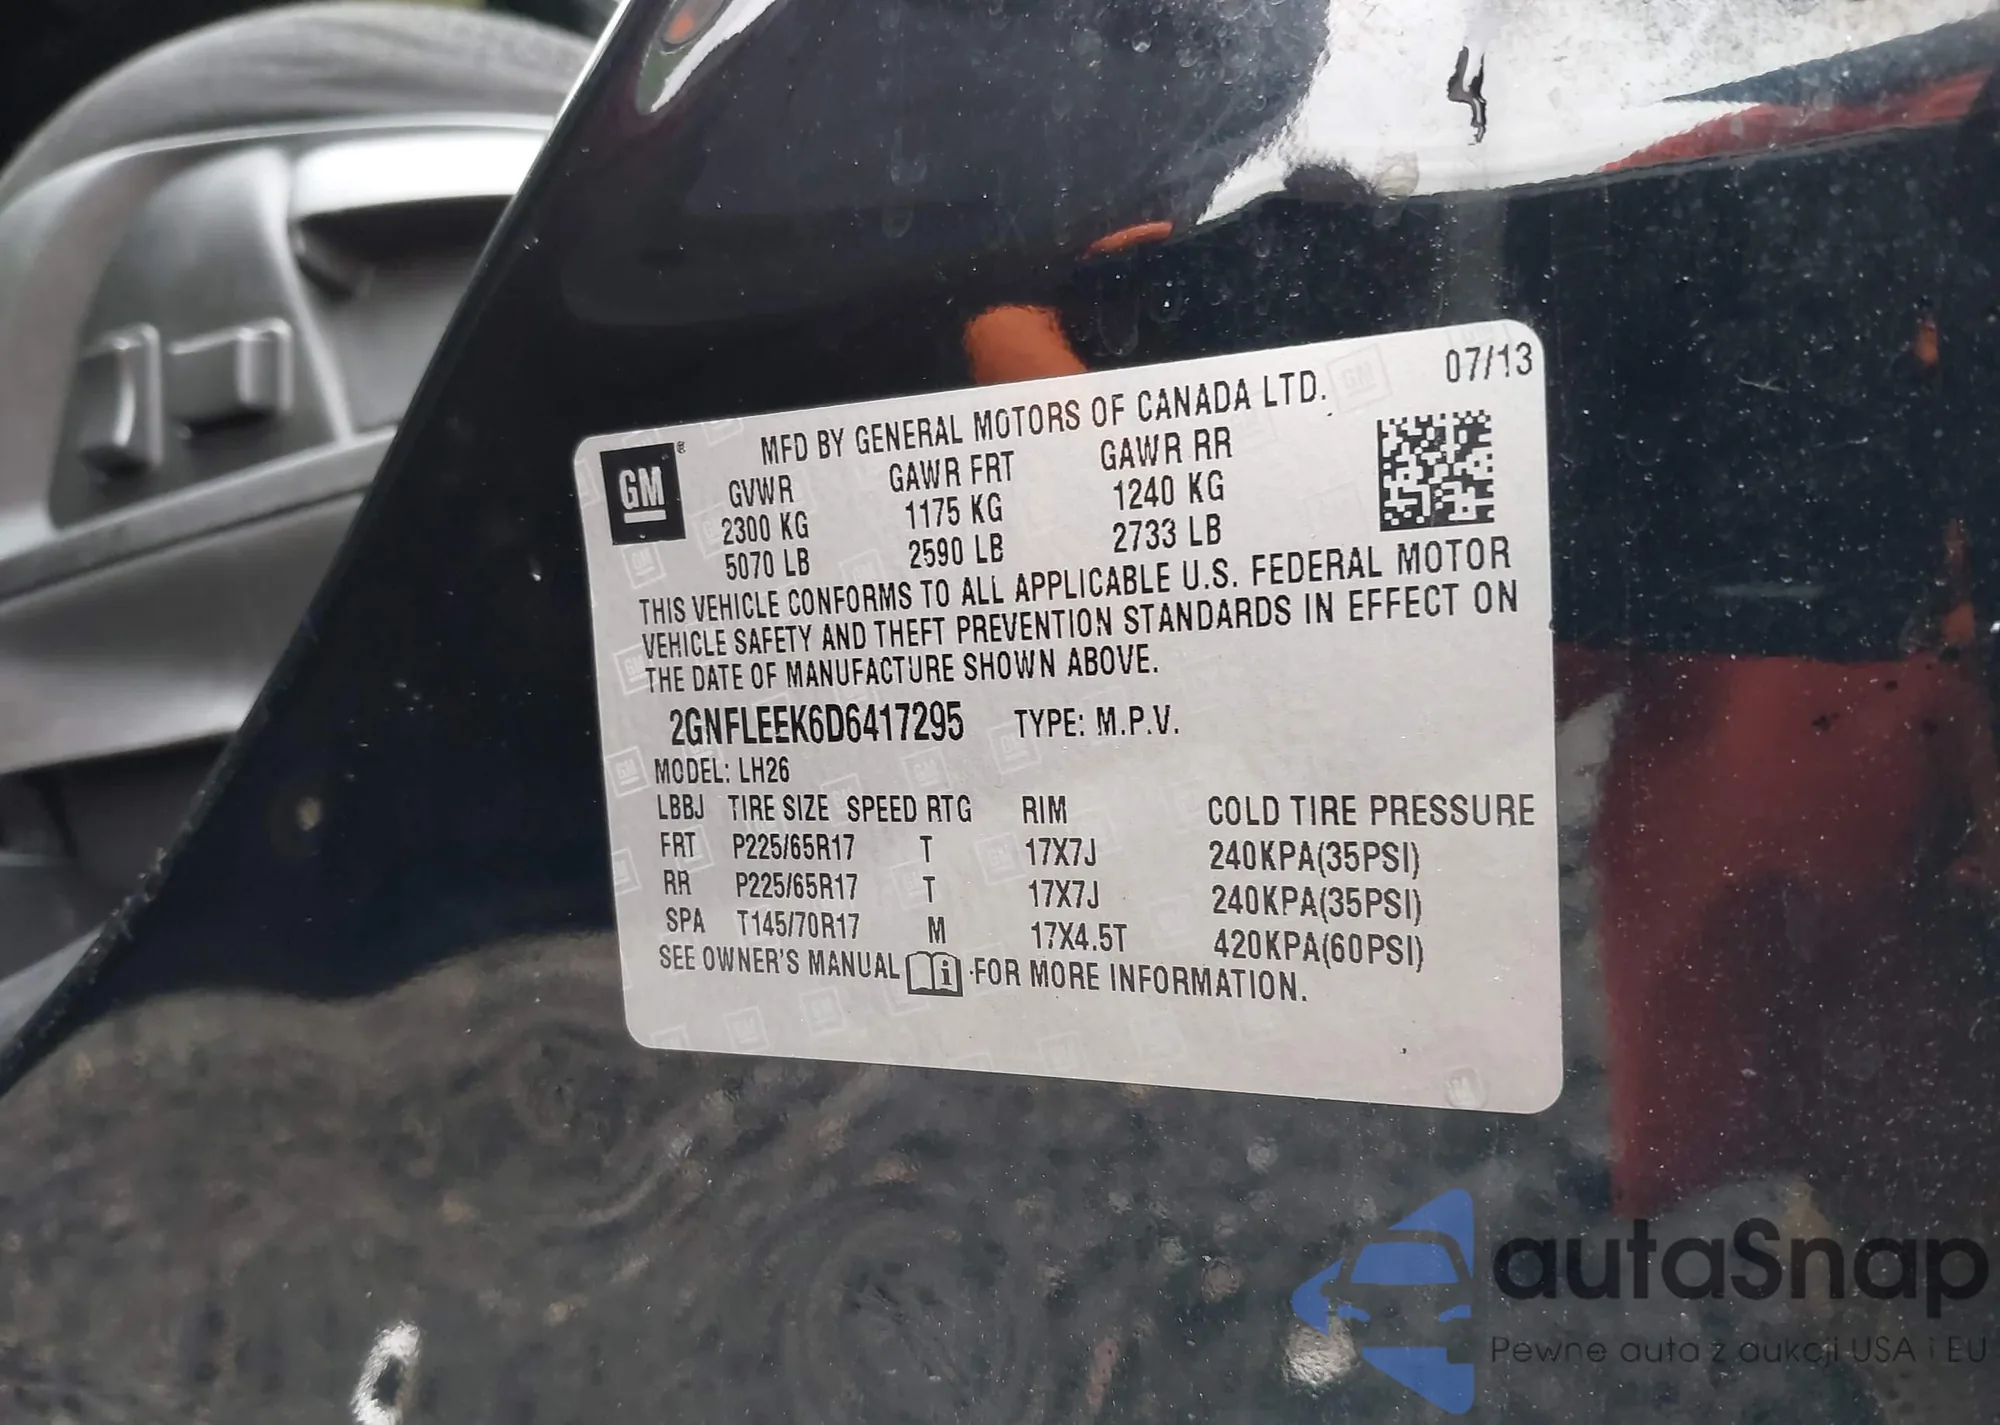 07/13
MFD BY GENERAL MOTORS OF CANADA LTD.
GM ®
GVWR GAWR FRT GAWR RR
2300 KG 1175 KG 1240 KG
5070 LB 2590 LB 2733 LB
THIS VEHICLE CONFORMS TO ALL APPLICABLE U.S. FEDERAL MOTOR
VEHICLE SAFETY AND THEFT PREVENTION STANDARDS IN EFFECT ON
THE DATE OF MANUFACTURE SHOWN ABOVE.
2GNFLEEK6D6417295 TYPE: M.P.V.
MODEL: LH26
LBBJ TIRE SIZE SPEED RTG RIM COLD TIRE PRESSURE
FRT P225/65R17 T 17X7J 240KPA(35PSI)
RR P225/65R17 T 17X7J 240KPA(35PSI)
SPA T145/70R17 M 17X4.5T 420KPA(60PSI)
SEE OWNER'S MANUAL i FOR MORE INFORMATION.
autaSnap
Pewne auta z aukcji USA i EU